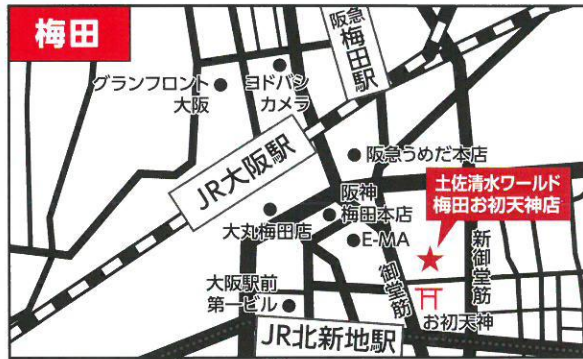 梅田
阪急
梅田駅
グランフロント
大阪
ヨドバシ
カメラ
JR大阪駅
阪急うめだ本店
土佐清水ワールド
梅田お初天神店
阪神
梅田本店
大丸梅田店
E-MA
御堂筋
新御堂筋
大阪駅前
第一ビル
お初天神
JR北新地駅